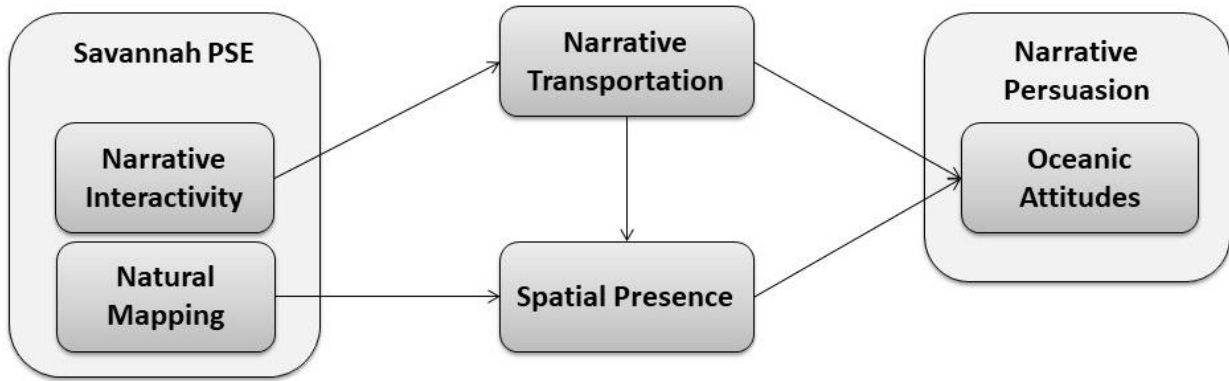 Savannah PSE
Narrative
Interactivity
Natural
Mapping
Narrative
Transportation
Spatial Presence
Narrative
Persuasion
Oceanic
Attitudes